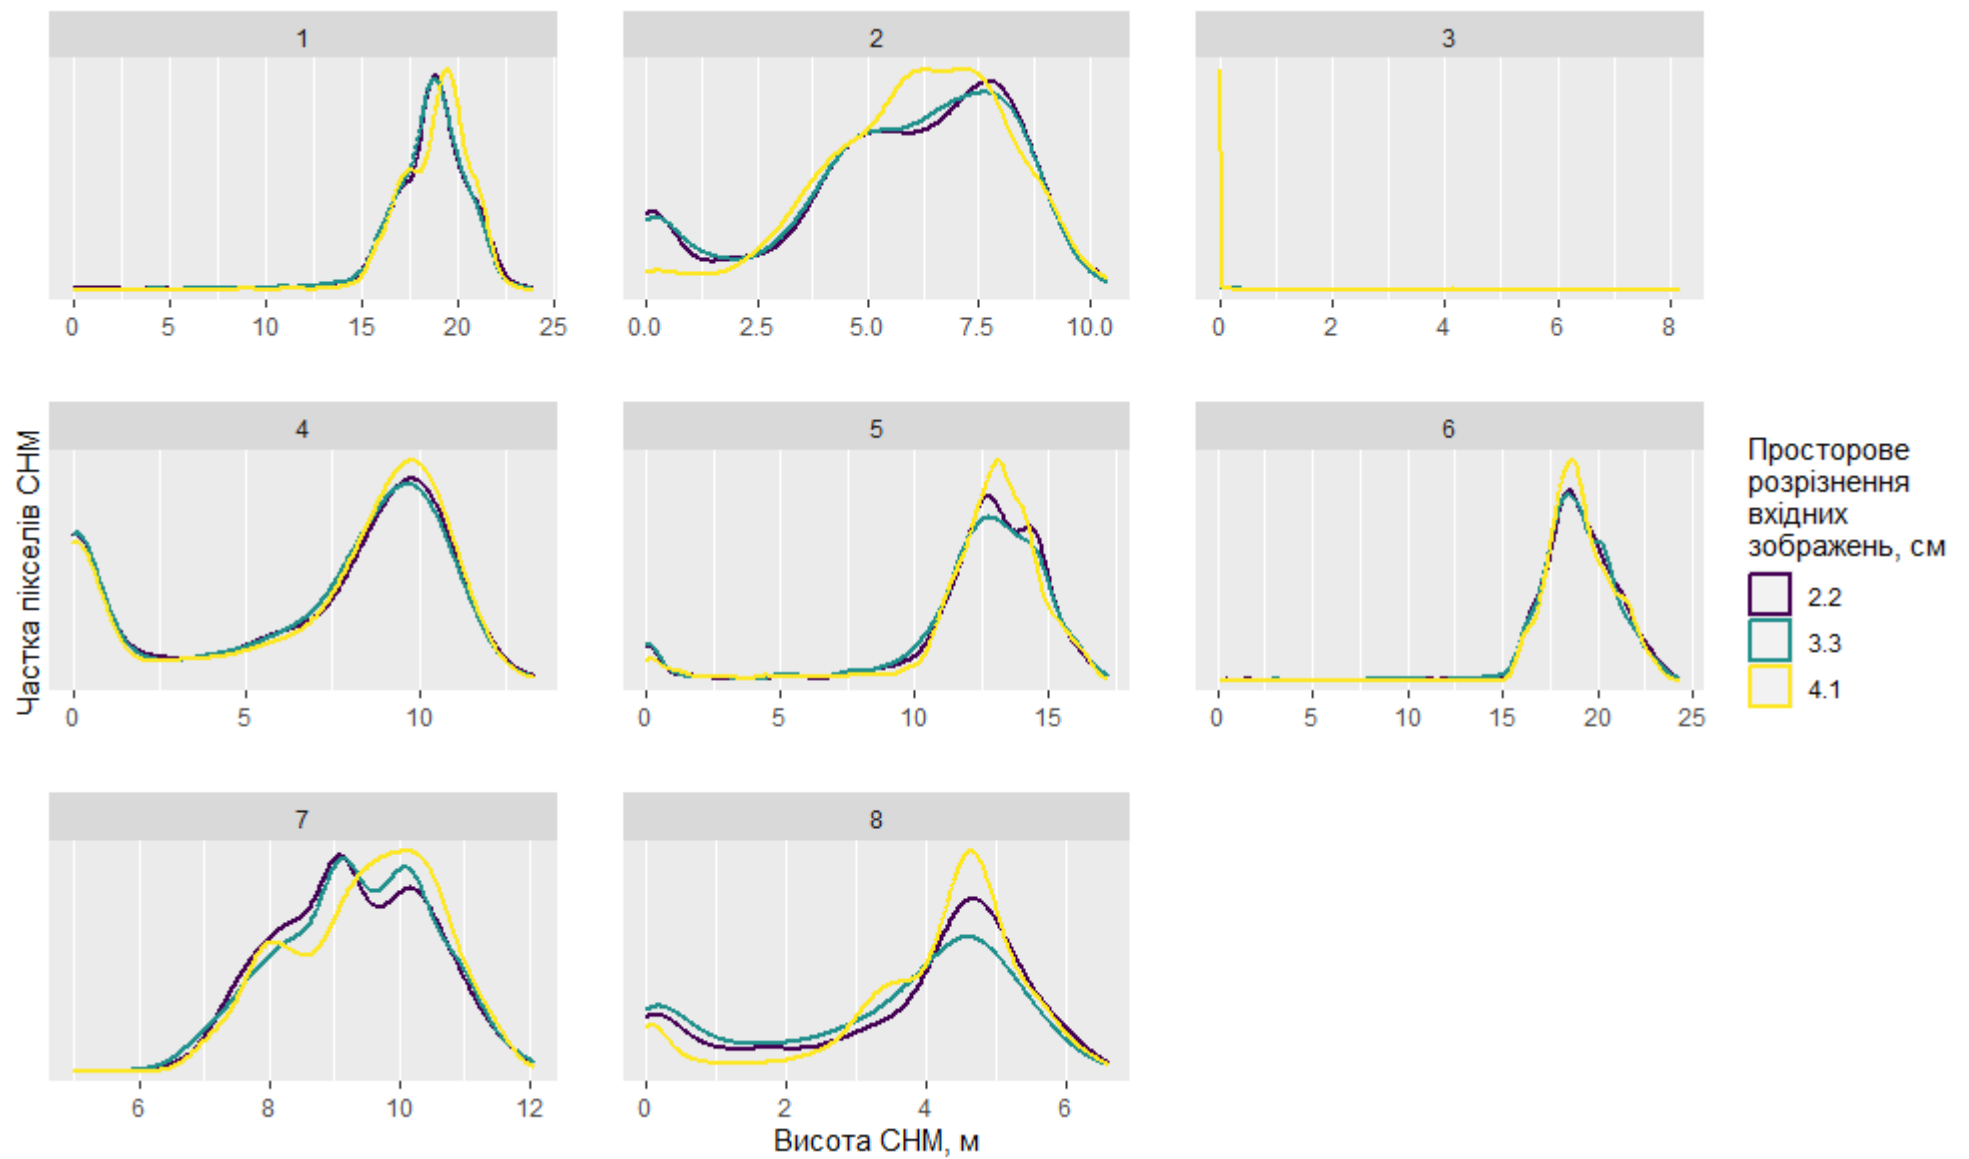 1
2
3
0 5 10 15 20 25
0.0 2.5 5.0 7.5 10.0
0 2 4 6 8
4
5
6
0 5 10
0 5 10 15
0 5 10 15 20 25
7
8
6 8 10 12
0 2 4 6
Частка пікселів CHM
Висота CHM, м
Просторове
розрізнення
вхідних
зображень, см
2.2
3.3
4.1